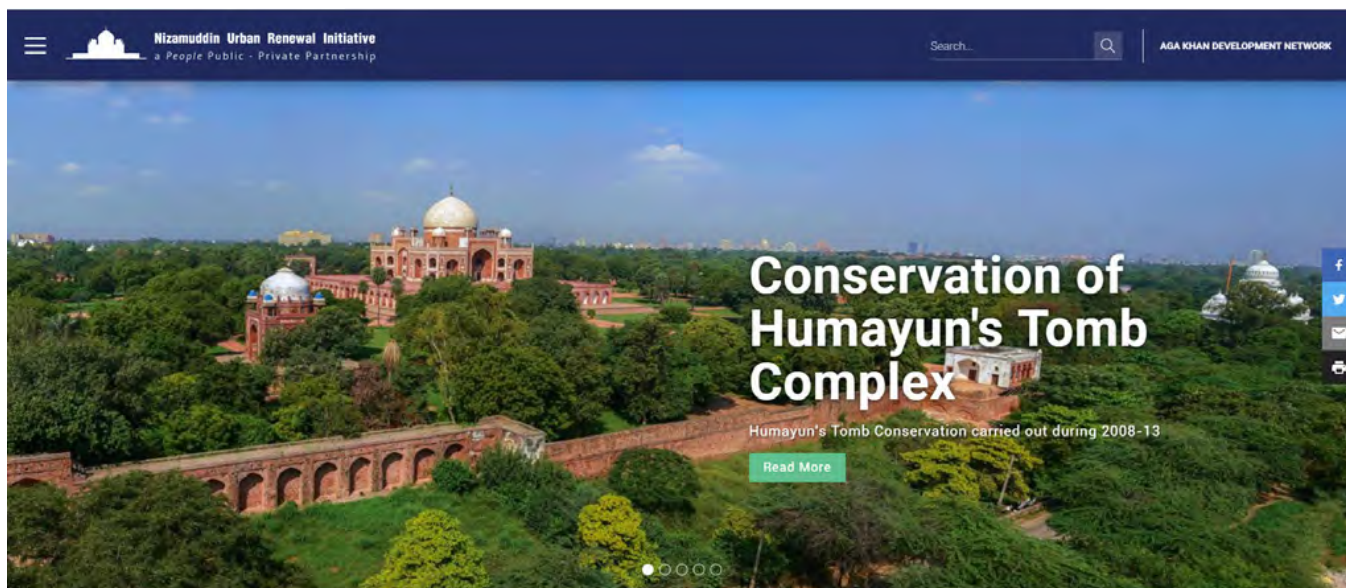 Nizamuddin Urban Renewal Initiative
a People Public - Private Partnership
Search...
AGA KHAN DEVELOPMENT NETWORK
Conservation of
Humayun's Tomb
Complex
Humayun's Tomb Conservation carried out during 2008-13
Read More